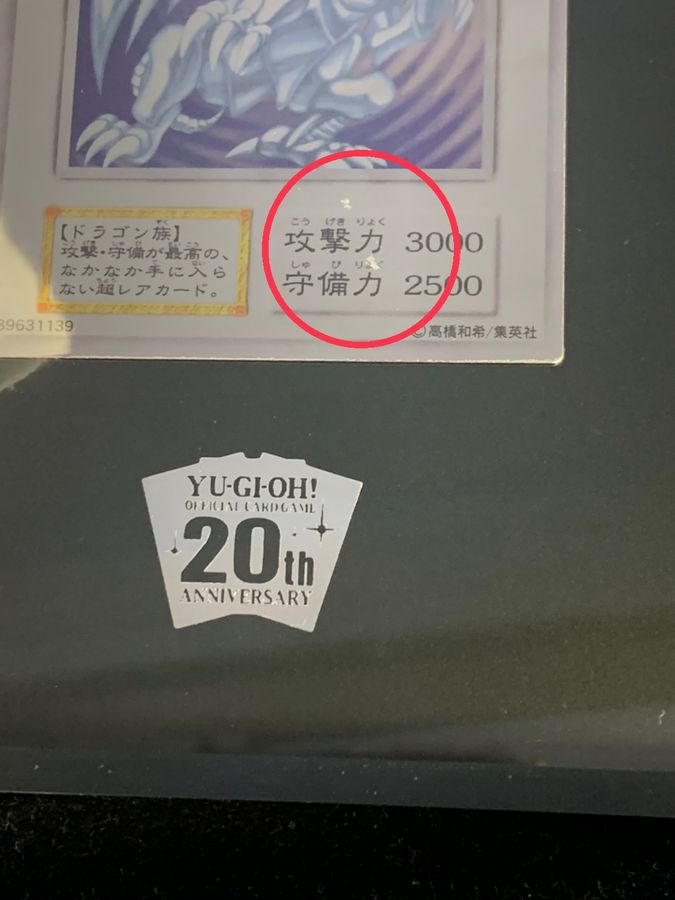 【ドラゴン族】
攻撃・守備が最高の、
なかなか手に入ら
ない超レアカード。
こう げき りょく
攻撃力 3000
しゅ び りょく
守備力 2500
89631139
©高橋和希/集英社
YU-GI-OH!
OFFICIAL CARD GAME
20th
ANNIVERSARY